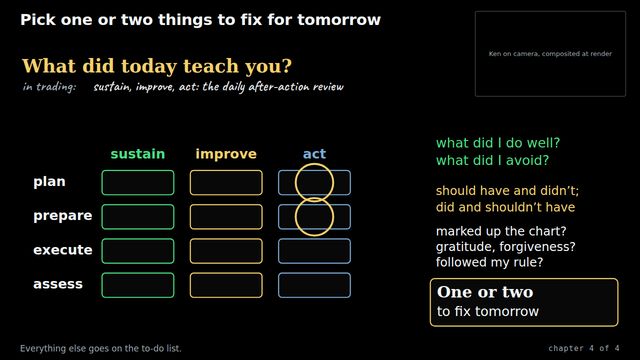 Pick one or two things to fix for tomorrow
Ken on camera, composited at render
What did today teach you?
in trading: sustain, improve, act: the daily after-action review
sustain improve act
plan
prepare
execute
assess
what did I do well?
what did I avoid?
should have and didn't;
did and shouldn't have
marked up the chart?
gratitude, forgiveness?
followed my rule?
One or two
to fix tomorrow
Everything else goes on the to-do list.
chapter 4 of 4